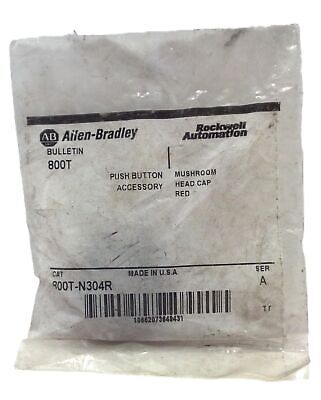 AB Allen-Bradley
Rockwell
Automation
BULLETIN
800T
PUSH BUTTON MUSHROOM
ACCESSORY HEAD CAP
RED
CAT MADE IN U.S.A SER
800T-N304R A